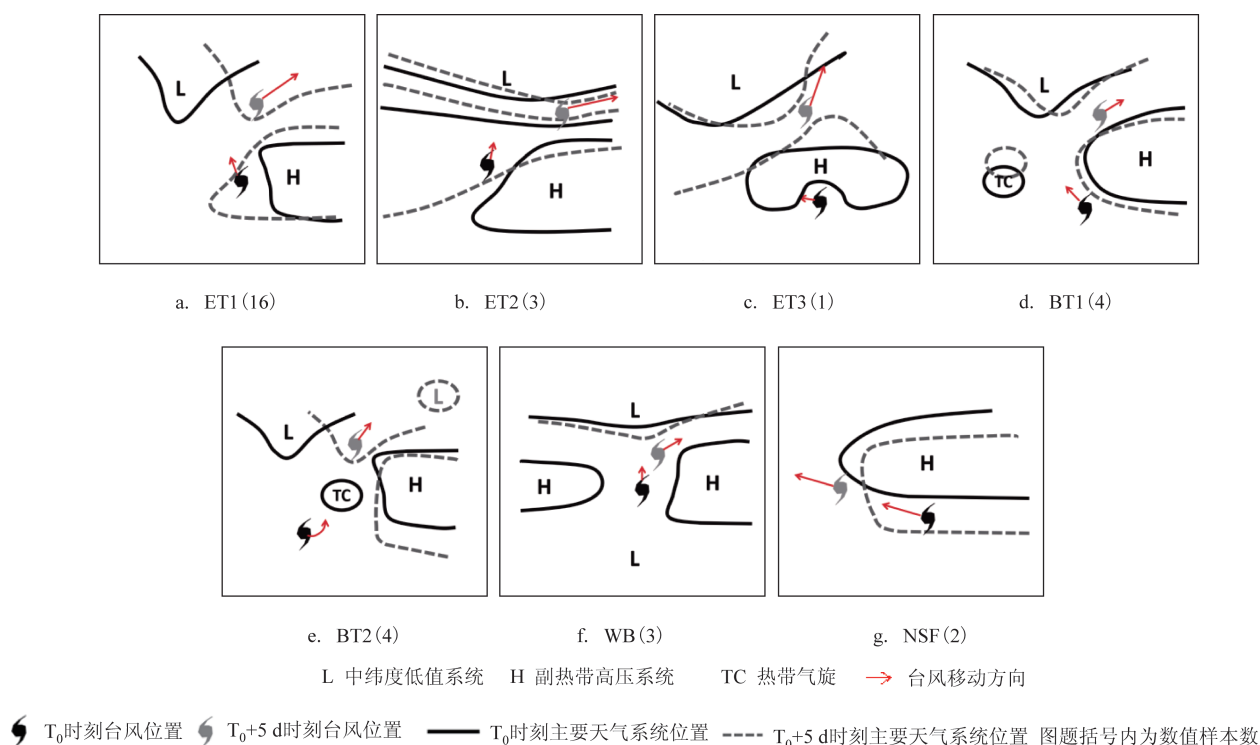 L
H
a. ET1(16)
L
H
b. ET2(3)
L
H
c. ET3(1)
L
H
TC
d. BT1(4)
L
L
H
TC
e. BT2(4)
L
H
H
L
f. WB(3)
H
g. NSF(2)
L 中纬度低值系统 H 副热带高压系统 TC 热带气旋 台风移动方向
T₀时刻台风位置 T₀+5 d时刻台风位置 T₀时刻主要天气系统位置 T₀+5 d时刻主要天气系统位置 图题括号内为数值样本数